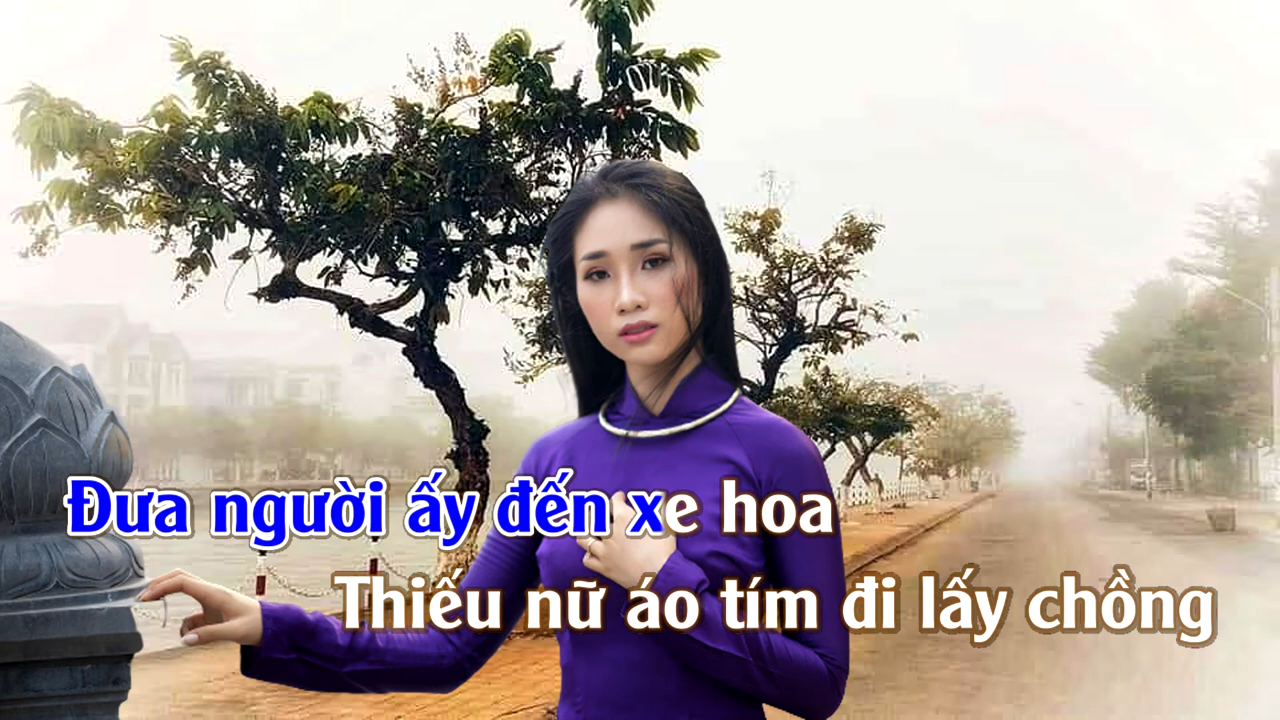 Đưa người ấy đến xe hoa
Thiếu nữ áo tím đi lấy chồng